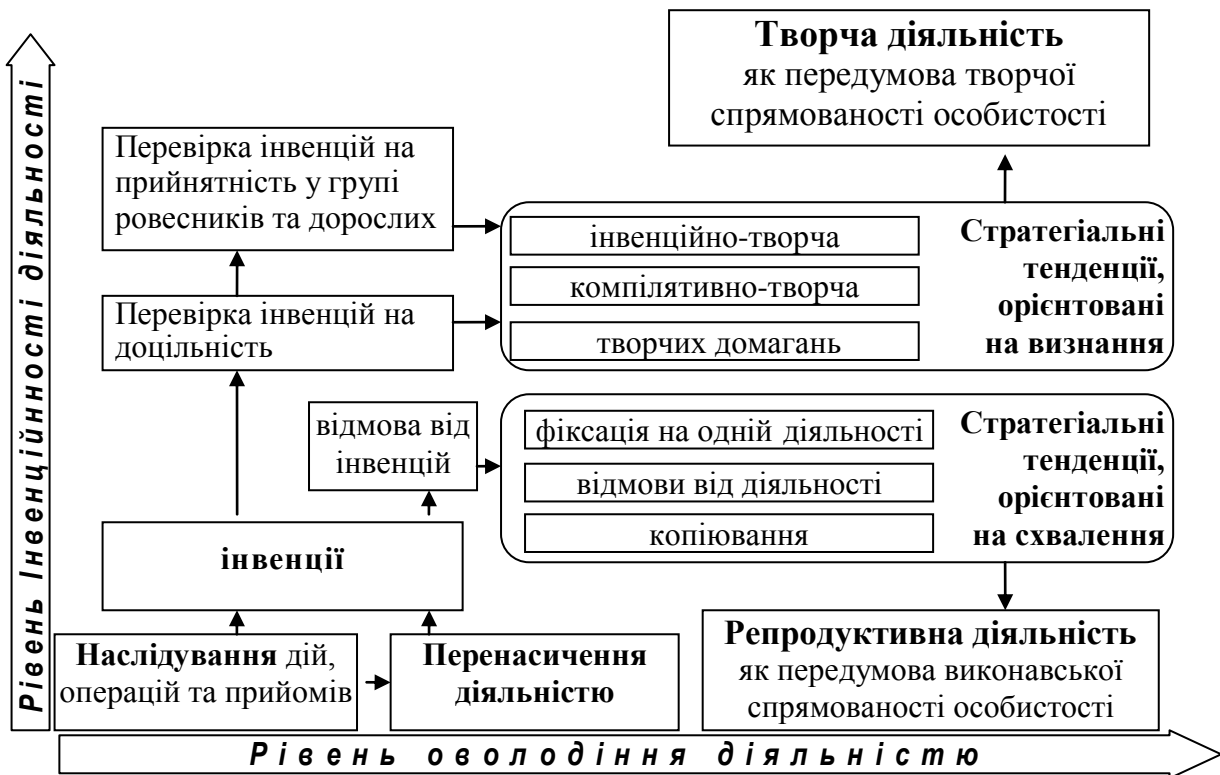 Рівень Інвенційнності діяльності
Творча діяльність
як передумова творчої
спрямованості особистості
Перевірка інвенцій на
прийнятність у групі
ровесників та дорослих
інвенційно-творча
компілятивно-творча
творчих домагань
Стратегіальні
тенденції,
орієнтовані
на визнання
Перевірка інвенцій на
доцільність
відмова від
інвенцій
фіксація на одній діяльності
відмови від діяльності
копіювання
Стратегіальні
тенденції,
орієнтовані
на схвалення
інвенції
Наслідування дій,
операцій та прийомів
Перенасичення
діяльністю
Репродуктивна діяльність
як передумова виконавської
спрямованості особистості
Рівень оволодіння діяльністю